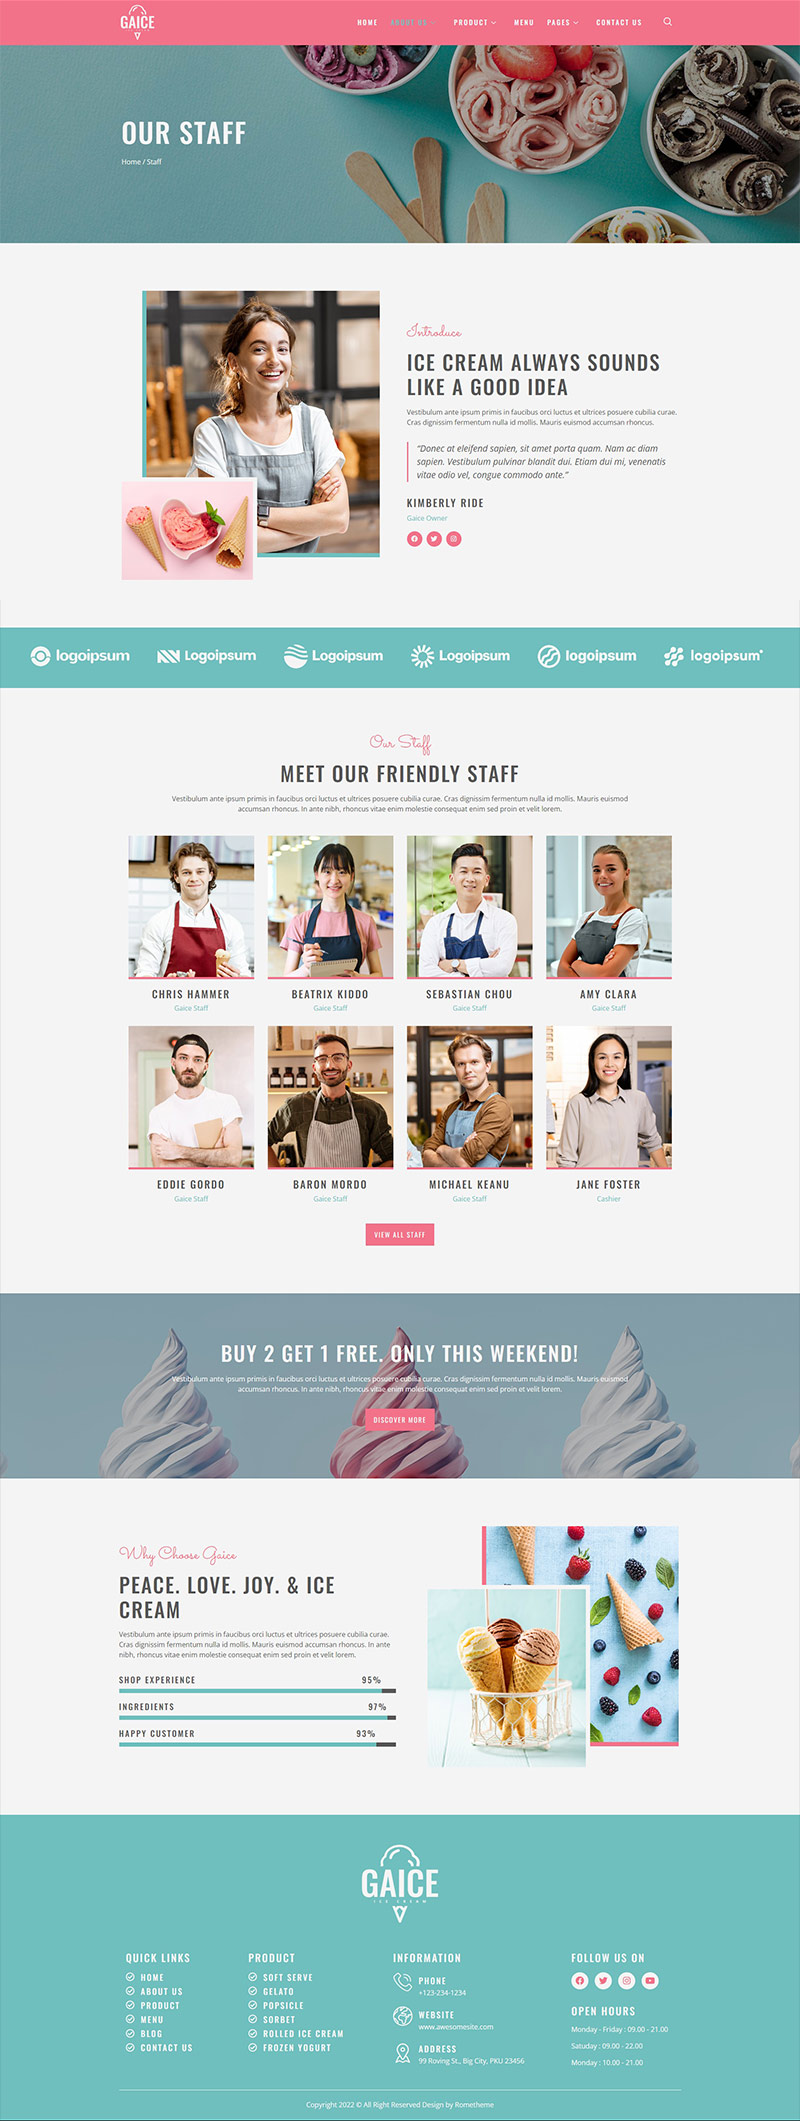 GAICE
HOME ABOUT US PRODUCT MENU PAGES CONTACT US
OUR STAFF
Home / Staff
Introduce
ICE CREAM ALWAYS SOUNDS
LIKE A GOOD IDEA
Vestibulum ante ipsum primis in faucibus orci luctus et ultrices posuere cubilia curae.
Cras dignissim fermentum nulla id mollis. Mauris euismod accumsan rhoncus.
“Donec at eleifend sapien, sit amet porta quam. Nam ac diam
sapien. Vestibulum pulvinar blandit dui. Etiam dui mi, venenatis
vitae odio vel, congue commodo ante.”
KIMBERLY RIDE
Gaice Owner
logoipsum Logoipsum Logoipsum Logoipsum logoipsum logoipsum
Our Staff
MEET OUR FRIENDLY STAFF
Vestibulum ante ipsum primis in faucibus orci luctus et ultrices posuere cubilia curae. Cras dignissim fermentum nulla id mollis. Mauris euismod
accumsan rhoncus. In ante nibh, rhoncus vitae enim molestie consequat enim sed proin et velit lorem.
CHRIS HAMMER
Gaice Staff
BEATRIX KIDDO
Gaice Staff
SEBASTIAN CHOU
Gaice Staff
AMY CLARA
Gaice Staff
EDDIE GORDO
Gaice Staff
BARON MORDO
Gaice Staff
MICHAEL KEANU
Gaice Staff
JANE FOSTER
Cashier
VIEW ALL STAFF
BUY 2 GET 1 FREE. ONLY THIS WEEKEND!
Vestibulum ante ipsum primis in faucibus orci luctus et ultrices posuere cubilia curae. Cras dignissim fermentum nulla id mollis. Mauris euismod
accumsan rhoncus. In ante nibh, rhoncus vitae enim molestie consequat enim sed proin et velit lorem.
DISCOVER MORE
Why Choose Gaice
PEACE. LOVE. JOY. & ICE
CREAM
Vestibulum ante ipsum primis in faucibus orci luctus et ultrices posuere cubilia curae.
Cras dignissim fermentum nulla id mollis. Mauris euismod accumsan rhoncus. In ante
nibh, rhoncus vitae enim molestie consequat enim sed proin et velit lorem.
SHOP EXPERIENCE 95%
INGREDIENTS 97%
HAPPY CUSTOMER 93%
GAICE
ICE CREAM
QUICK LINKS
HOME
ABOUT US
PRODUCT
MENU
BLOG
CONTACT US
PRODUCT
SOFT SERVE
GELATO
POPSICLE
SORBET
ROLLED ICE CREAM
FROZEN YOGURT
INFORMATION
PHONE
+123-234-1234
WEBSITE
www.awesomesite.com
ADDRESS
99 Roving St., Big City, PKU 23456
FOLLOW US ON
OPEN HOURS
Monday - Friday : 09.00 - 21.00
Satuday : 09.00 - 22.00
Monday : 10.00 - 21.00
Copyright 2022 © All Right Reserved Design by Rometheme